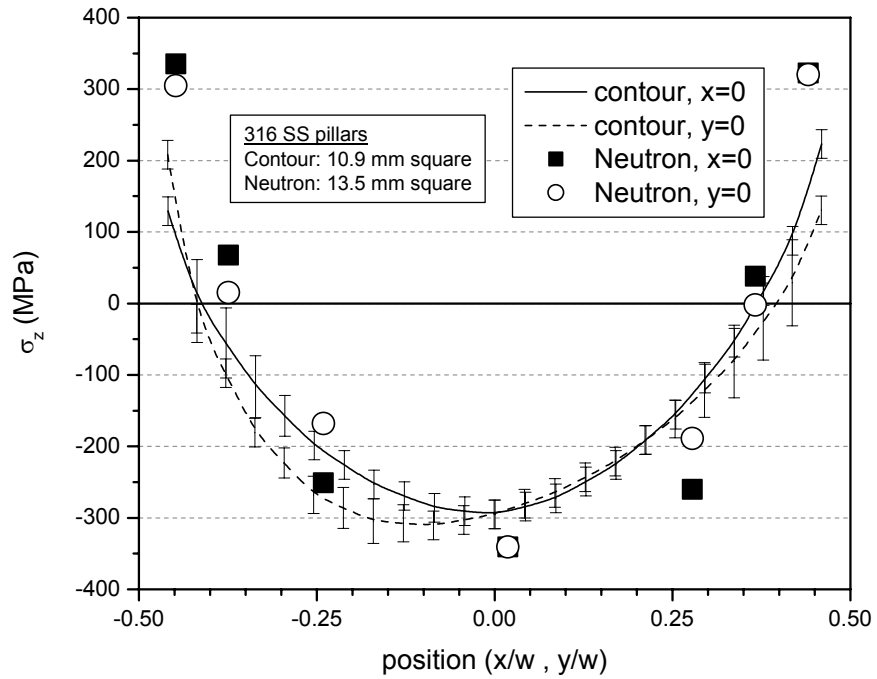 400
300
200
100
0
-100
-200
-300
-400
σz (MPa)
316 SS pillars
Contour: 10.9 mm square
Neutron: 13.5 mm square
contour, x=0
contour, y=0
Neutron, x=0
Neutron, y=0
-0.50 -0.25 0.00 0.25 0.50
position (x/w , y/w)